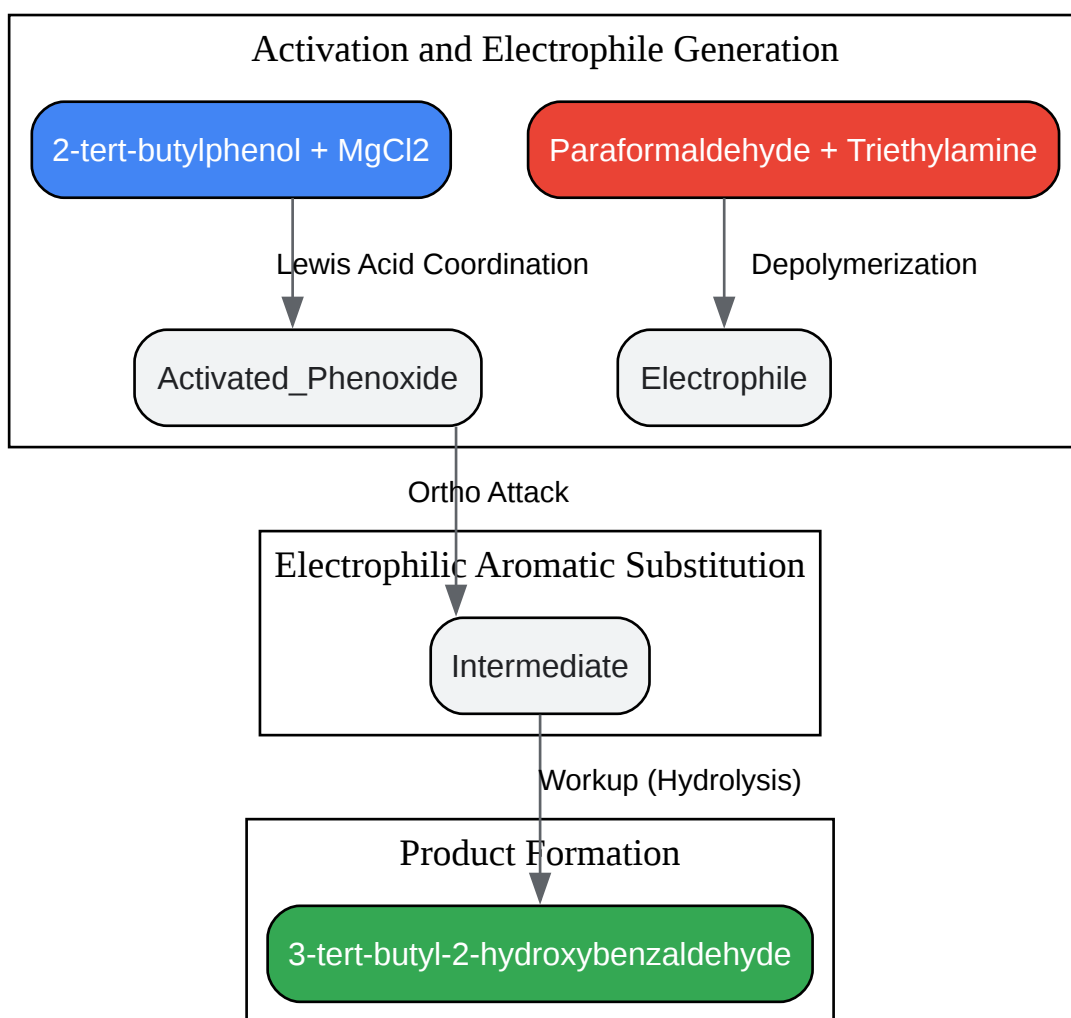 Activation and Electrophile Generation
2-tert-butylphenol + MgCl2
Paraformaldehyde + Triethylamine
Lewis Acid Coordination
Depolymerization
Activated_Phenoxide
Electrophile
Ortho Attack
Electrophilic Aromatic Substitution
Intermediate
Workup (Hydrolysis)
Product Formation
3-tert-butyl-2-hydroxybenzaldehyde